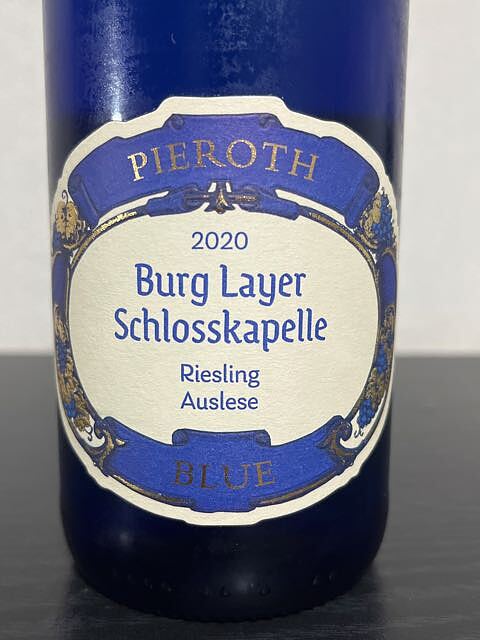 PIEROTH
2020
Burg Layer
Schlosskapelle
Riesling
Auslese
BLUE